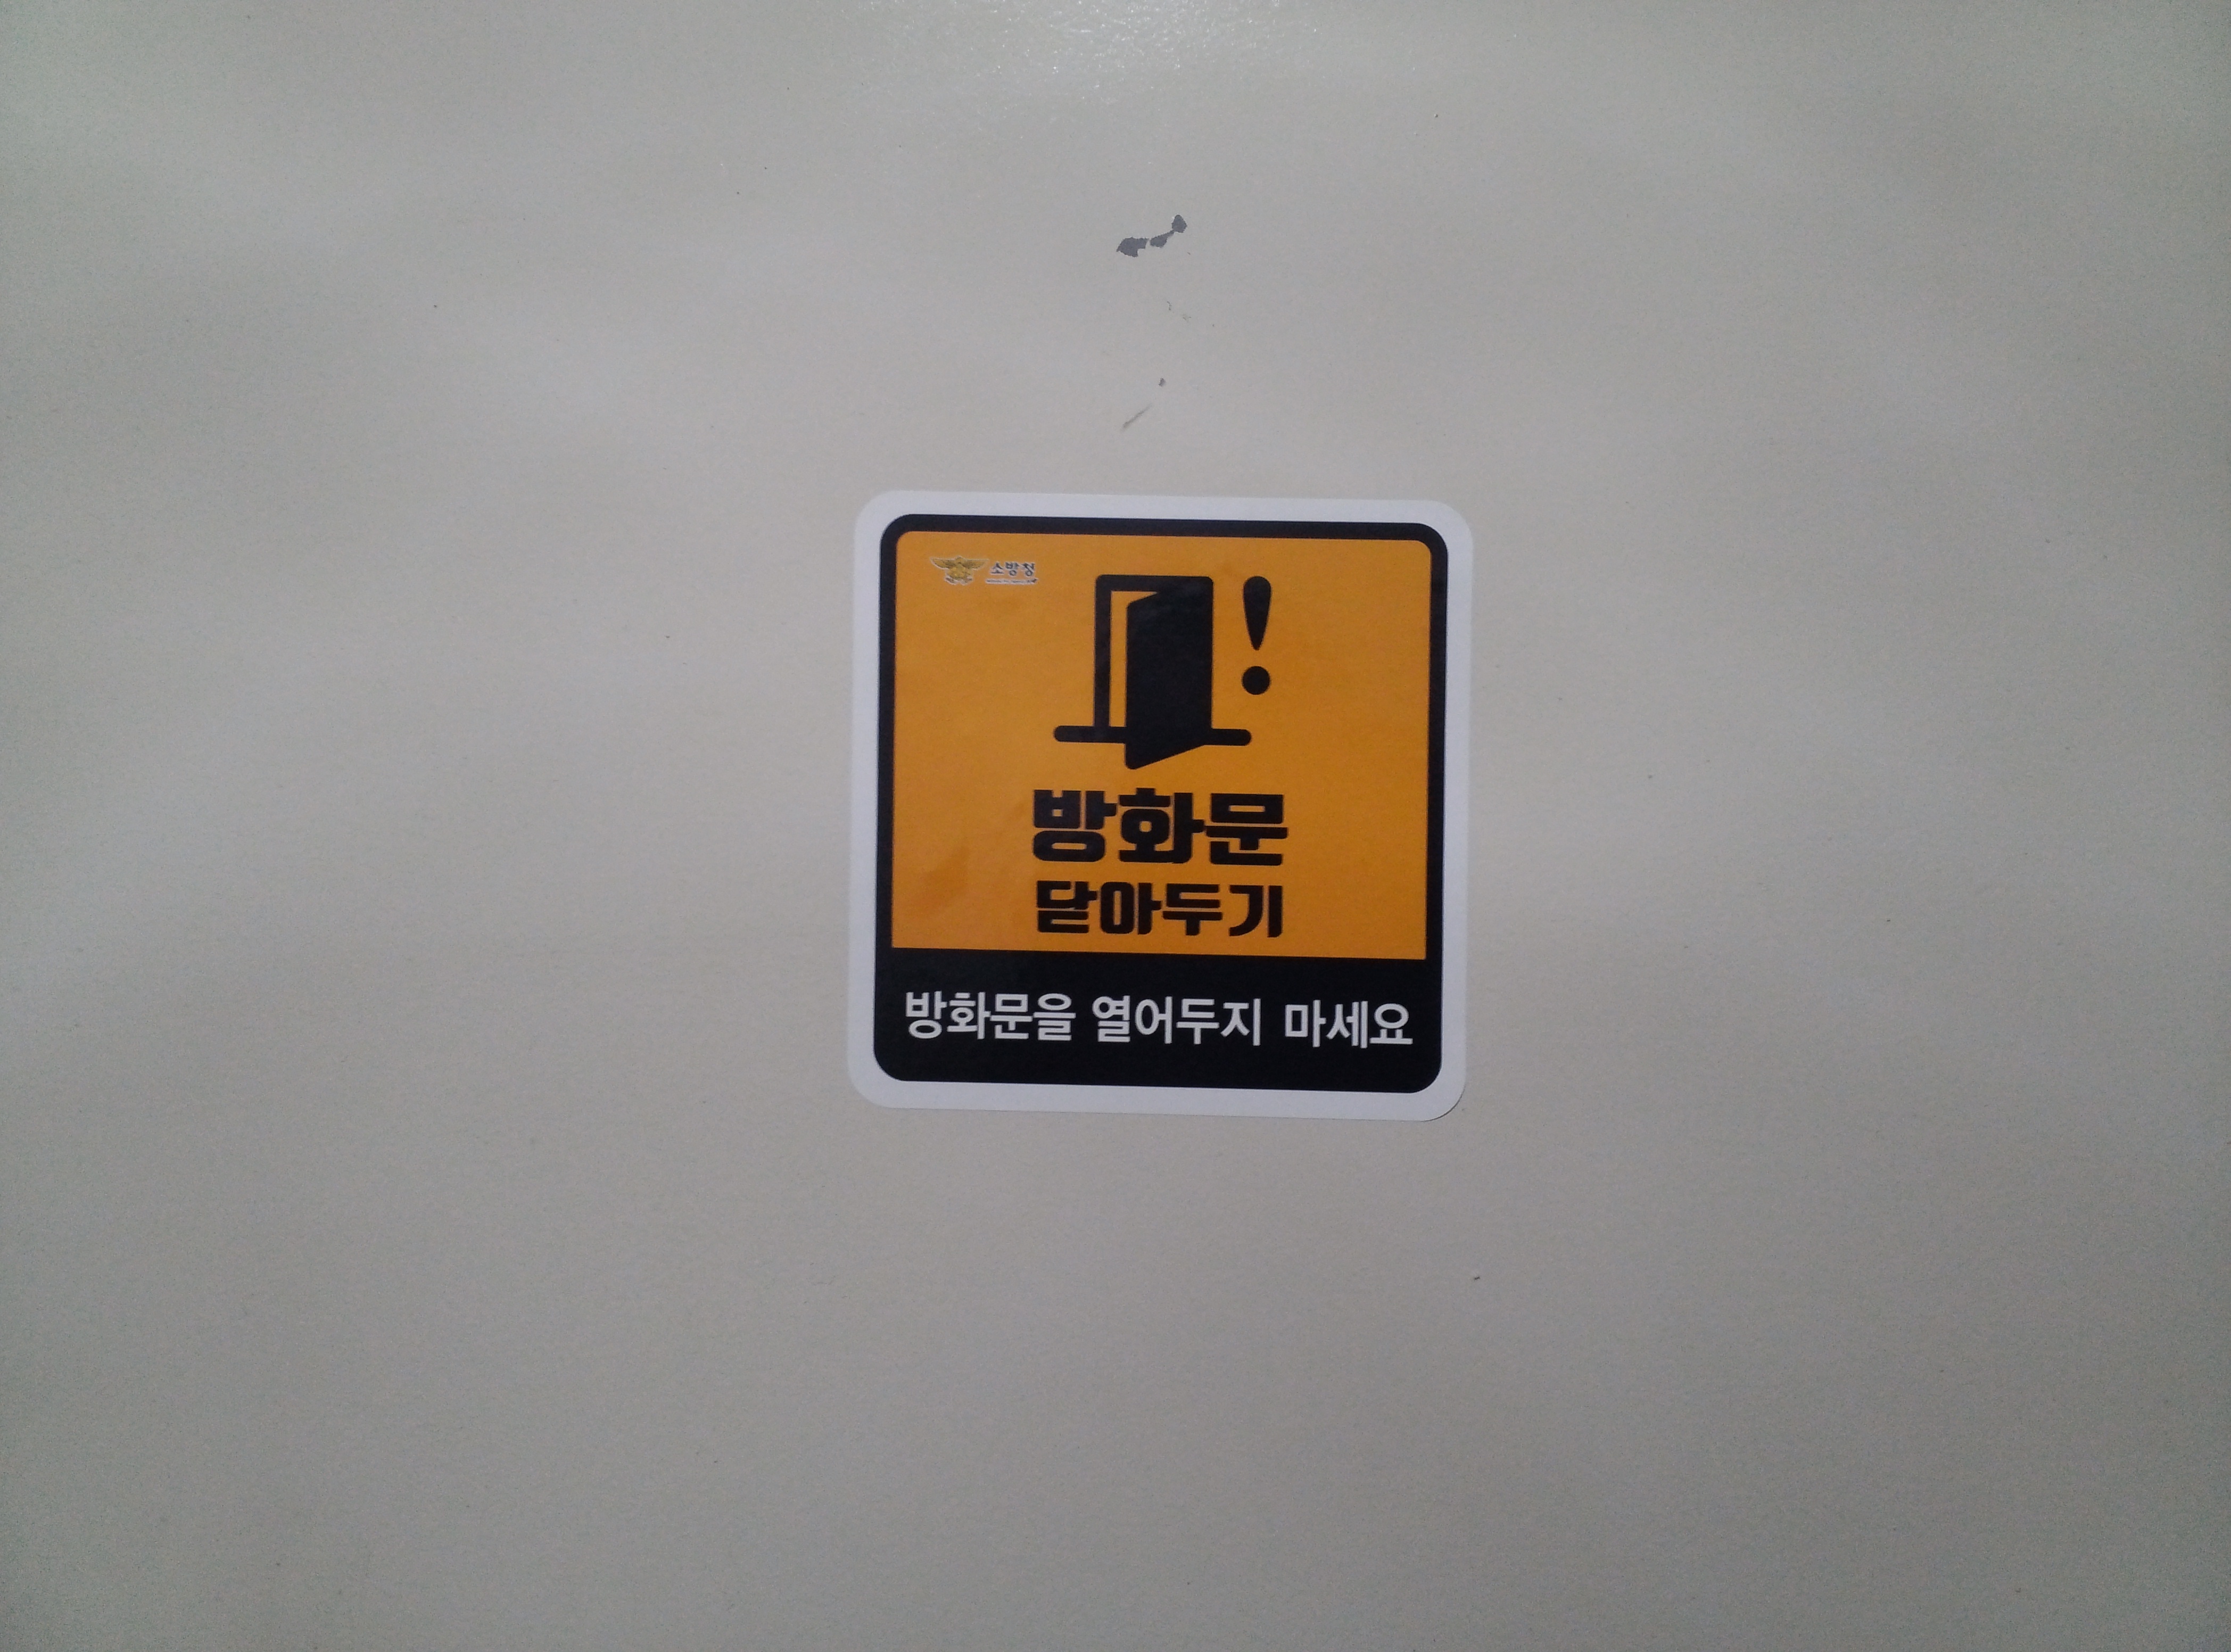 소방청
!
방화문
닫아두기
방화문을 열어두지 마세요